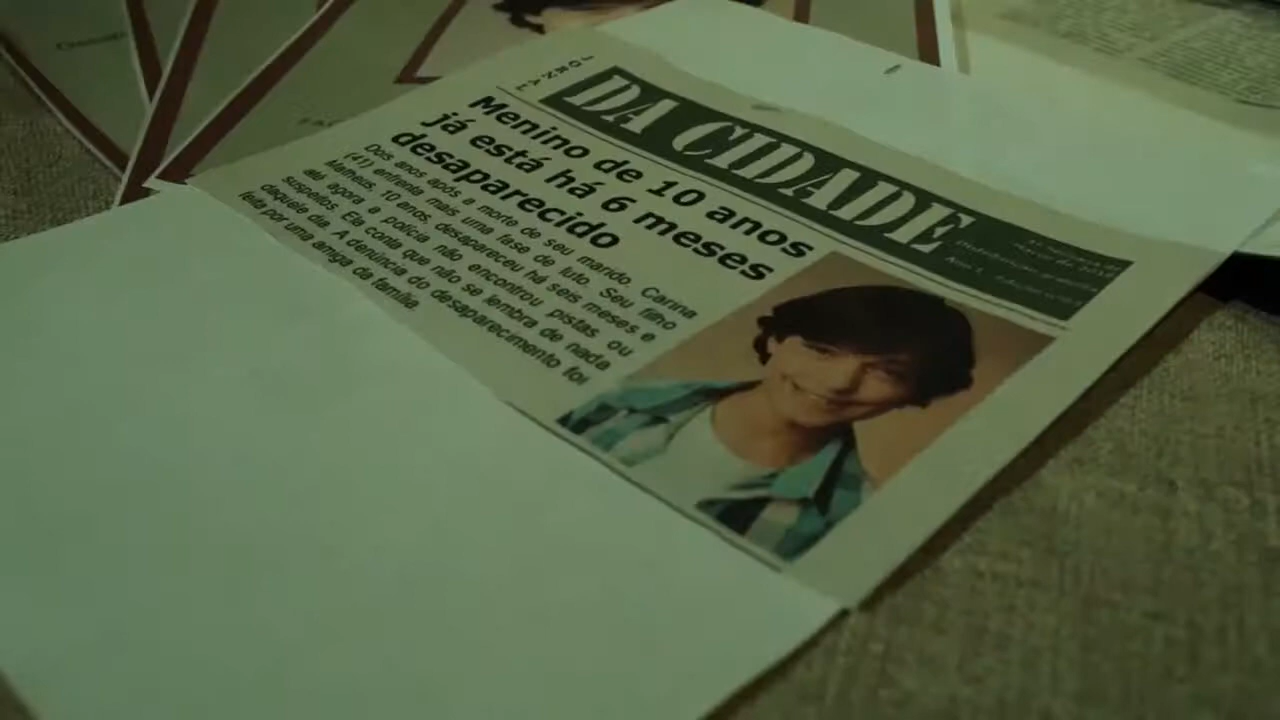 JORNAL
DA CIDADE
Menino de 10 anos
já está há 6 meses
desaparecido
Dois anos após a morte de seu marido, Carina
(41) enfrenta mais uma fase de luto. Seu filho
Matheus, 10 anos, desapareceu há seis meses e
até agora a polícia não encontrou pistas ou
suspeitos. Ela conta que não se lembra de nada
daquele dia. A denúncia do desaparecimento foi
feita por uma amiga da família.